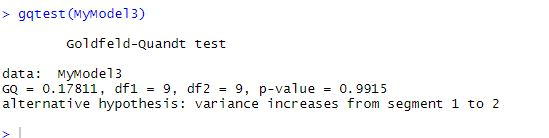 > gqtest(MyModel3)
Goldfeld-Quandt test
data:  MyModel3
GQ = 0.17811, df1 = 9, df2 = 9, p-value = 0.9915
alternative hypothesis: variance increases from segment 1 to 2
>